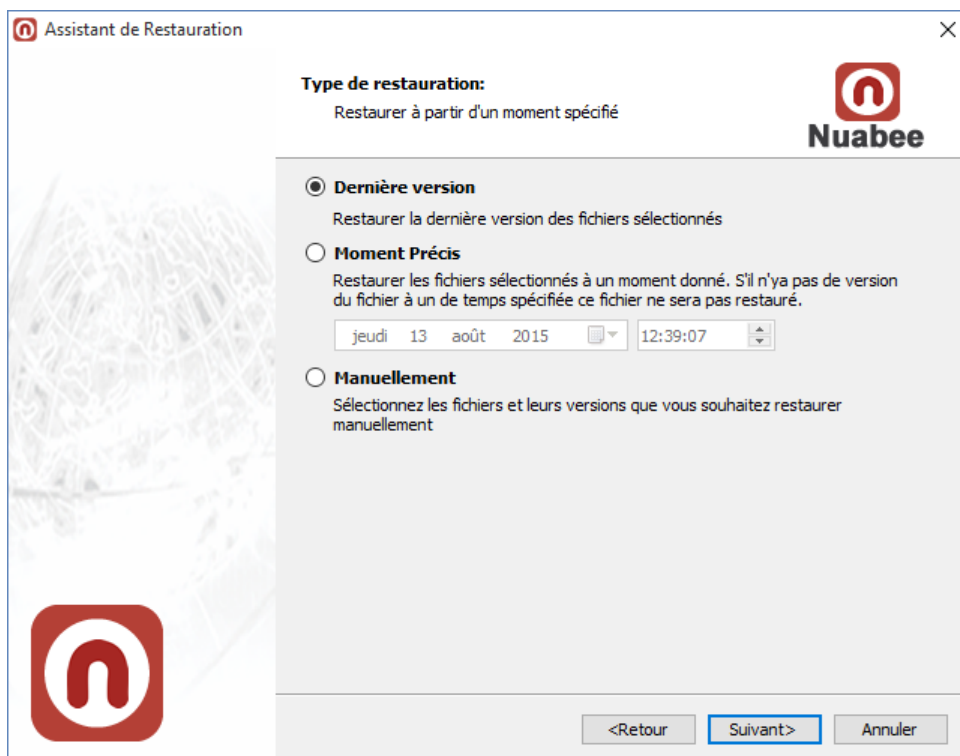 Assistant de Restauration
Type de restauration:
Restaurer à partir d'un moment spécifié
Nuabee
Dernière version
Restaurer la dernière version des fichiers sélectionnés
Moment Précis
Restaurer les fichiers sélectionnés à un moment donné. S'il n'ya pas de version
du fichier à un de temps spécifiée ce fichier ne sera pas restauré.
jeudi 13 août 2015 12:39:07
Manuellement
Sélectionnez les fichiers et leurs versions que vous souhaitez restaurer
manuellement
<Retour Suivant> Annuler